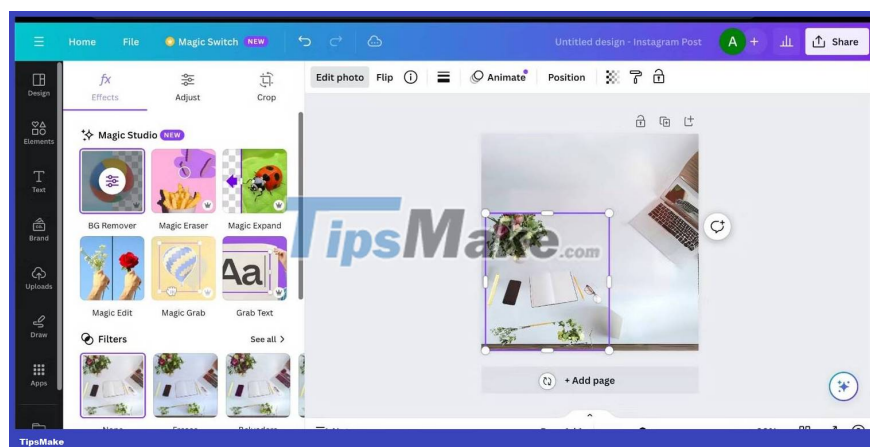 Home File Magic Switch NEW Untitled design - Instagram Post A + Share
Design
Elements
Text
Brand
Uploads
Draw
Apps
fx
Effects Adjust Crop
Magic Studio NEW
BG Remover Magic Eraser Magic Expand
Aa
Magic Edit Magic Grab Grab Text
Filters See all >
Edit photo Flip Animate Position
TipsMake.com
+ Add page
TipsMake